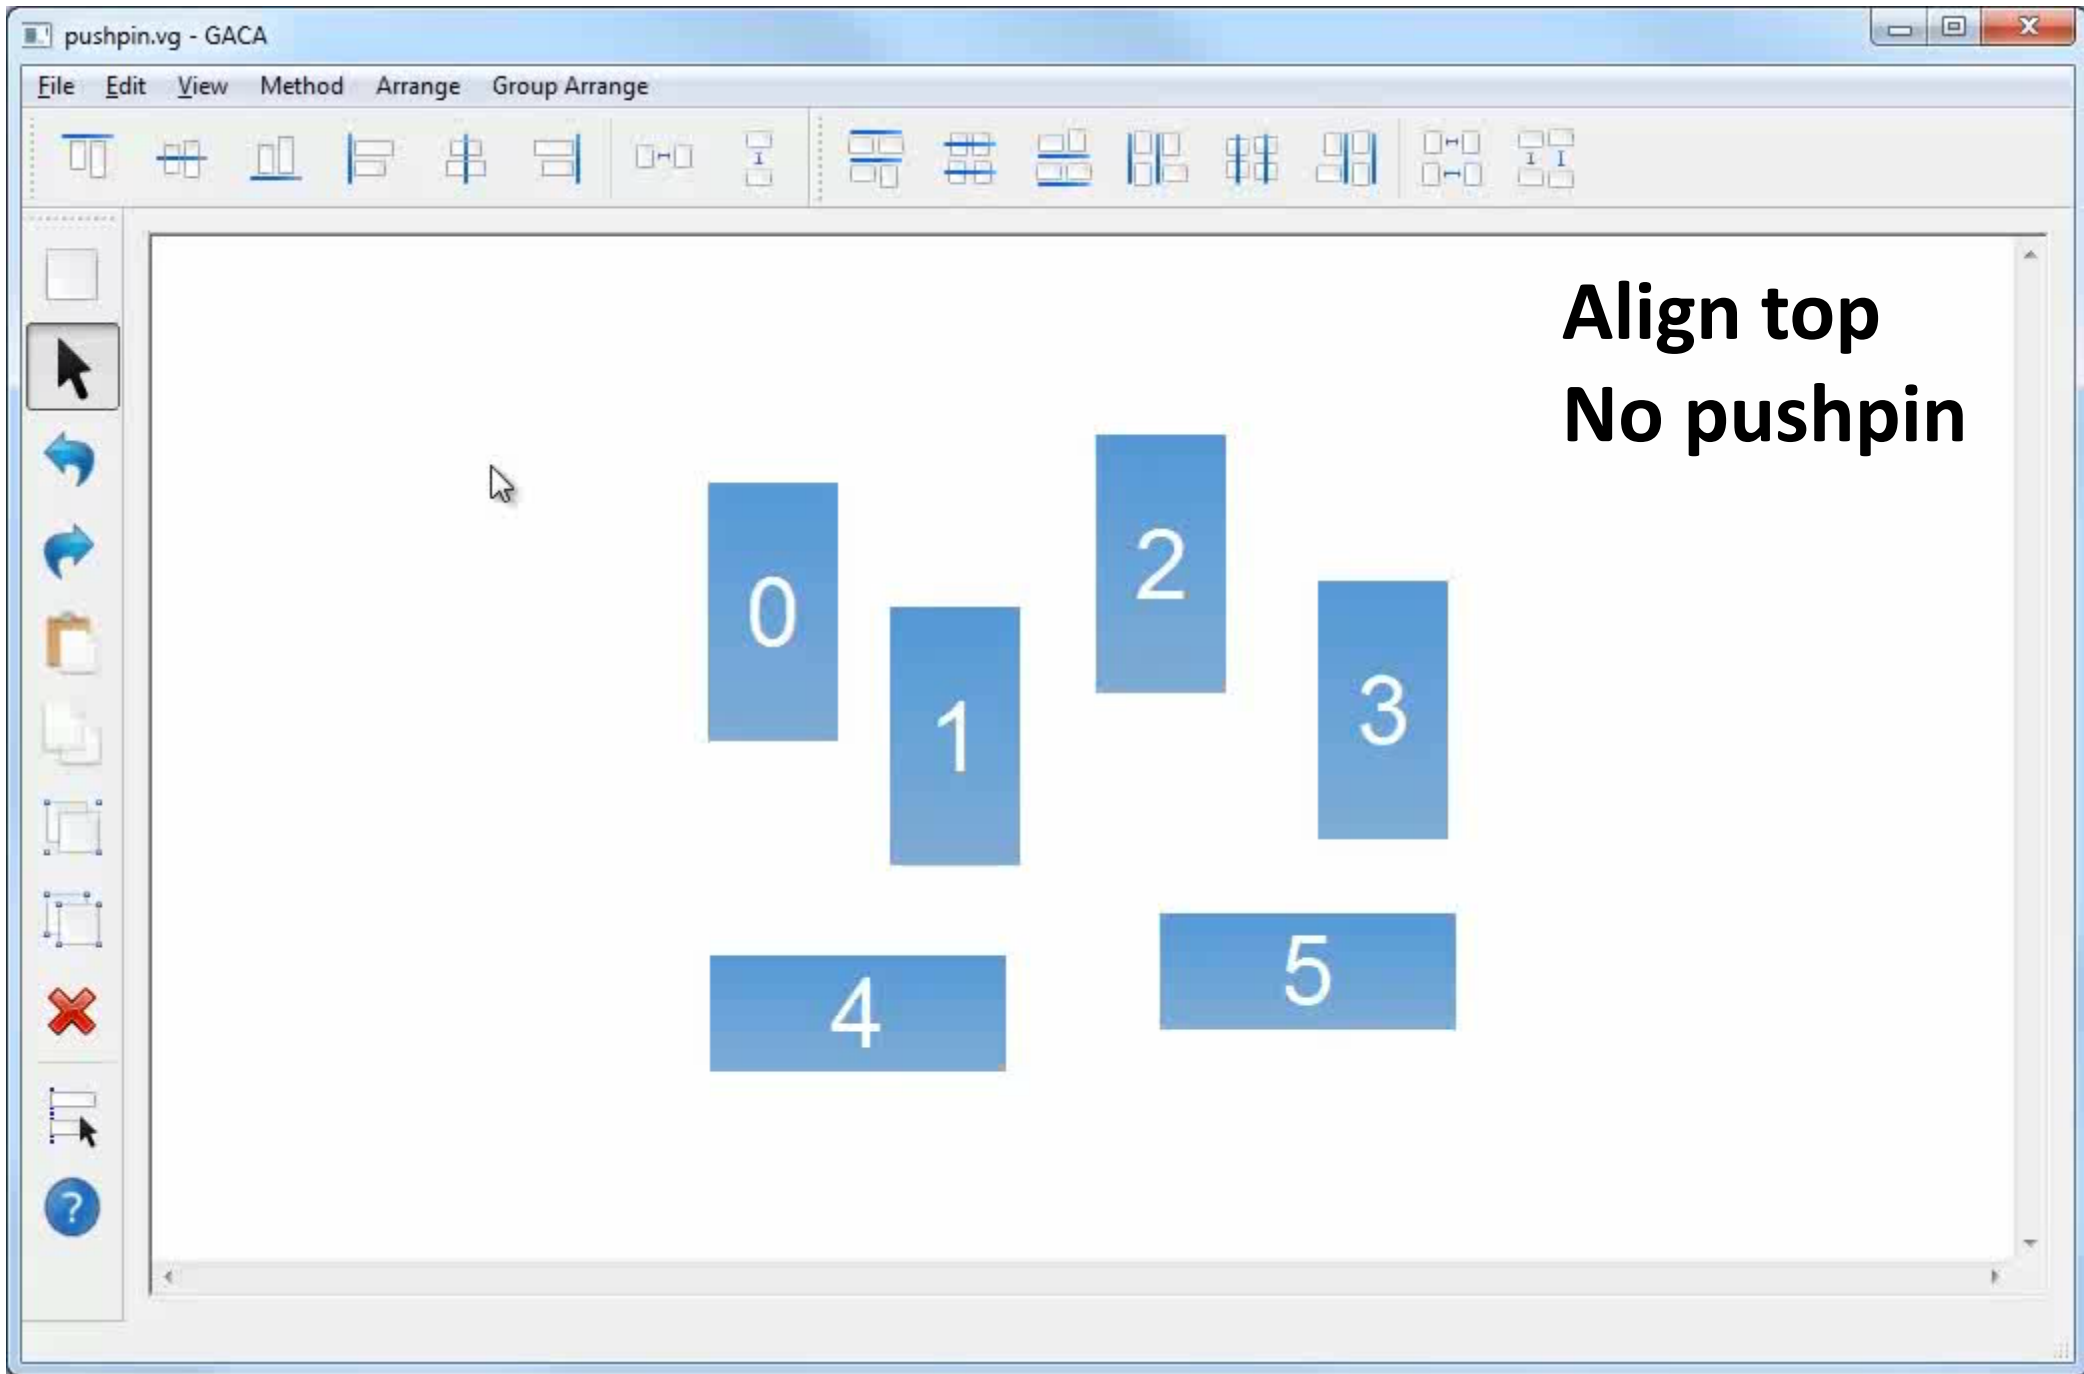 pushpin.vg - GACA
File Edit View Method Arrange Group Arrange
Align top
No pushpin
2
0
3
1
5
4